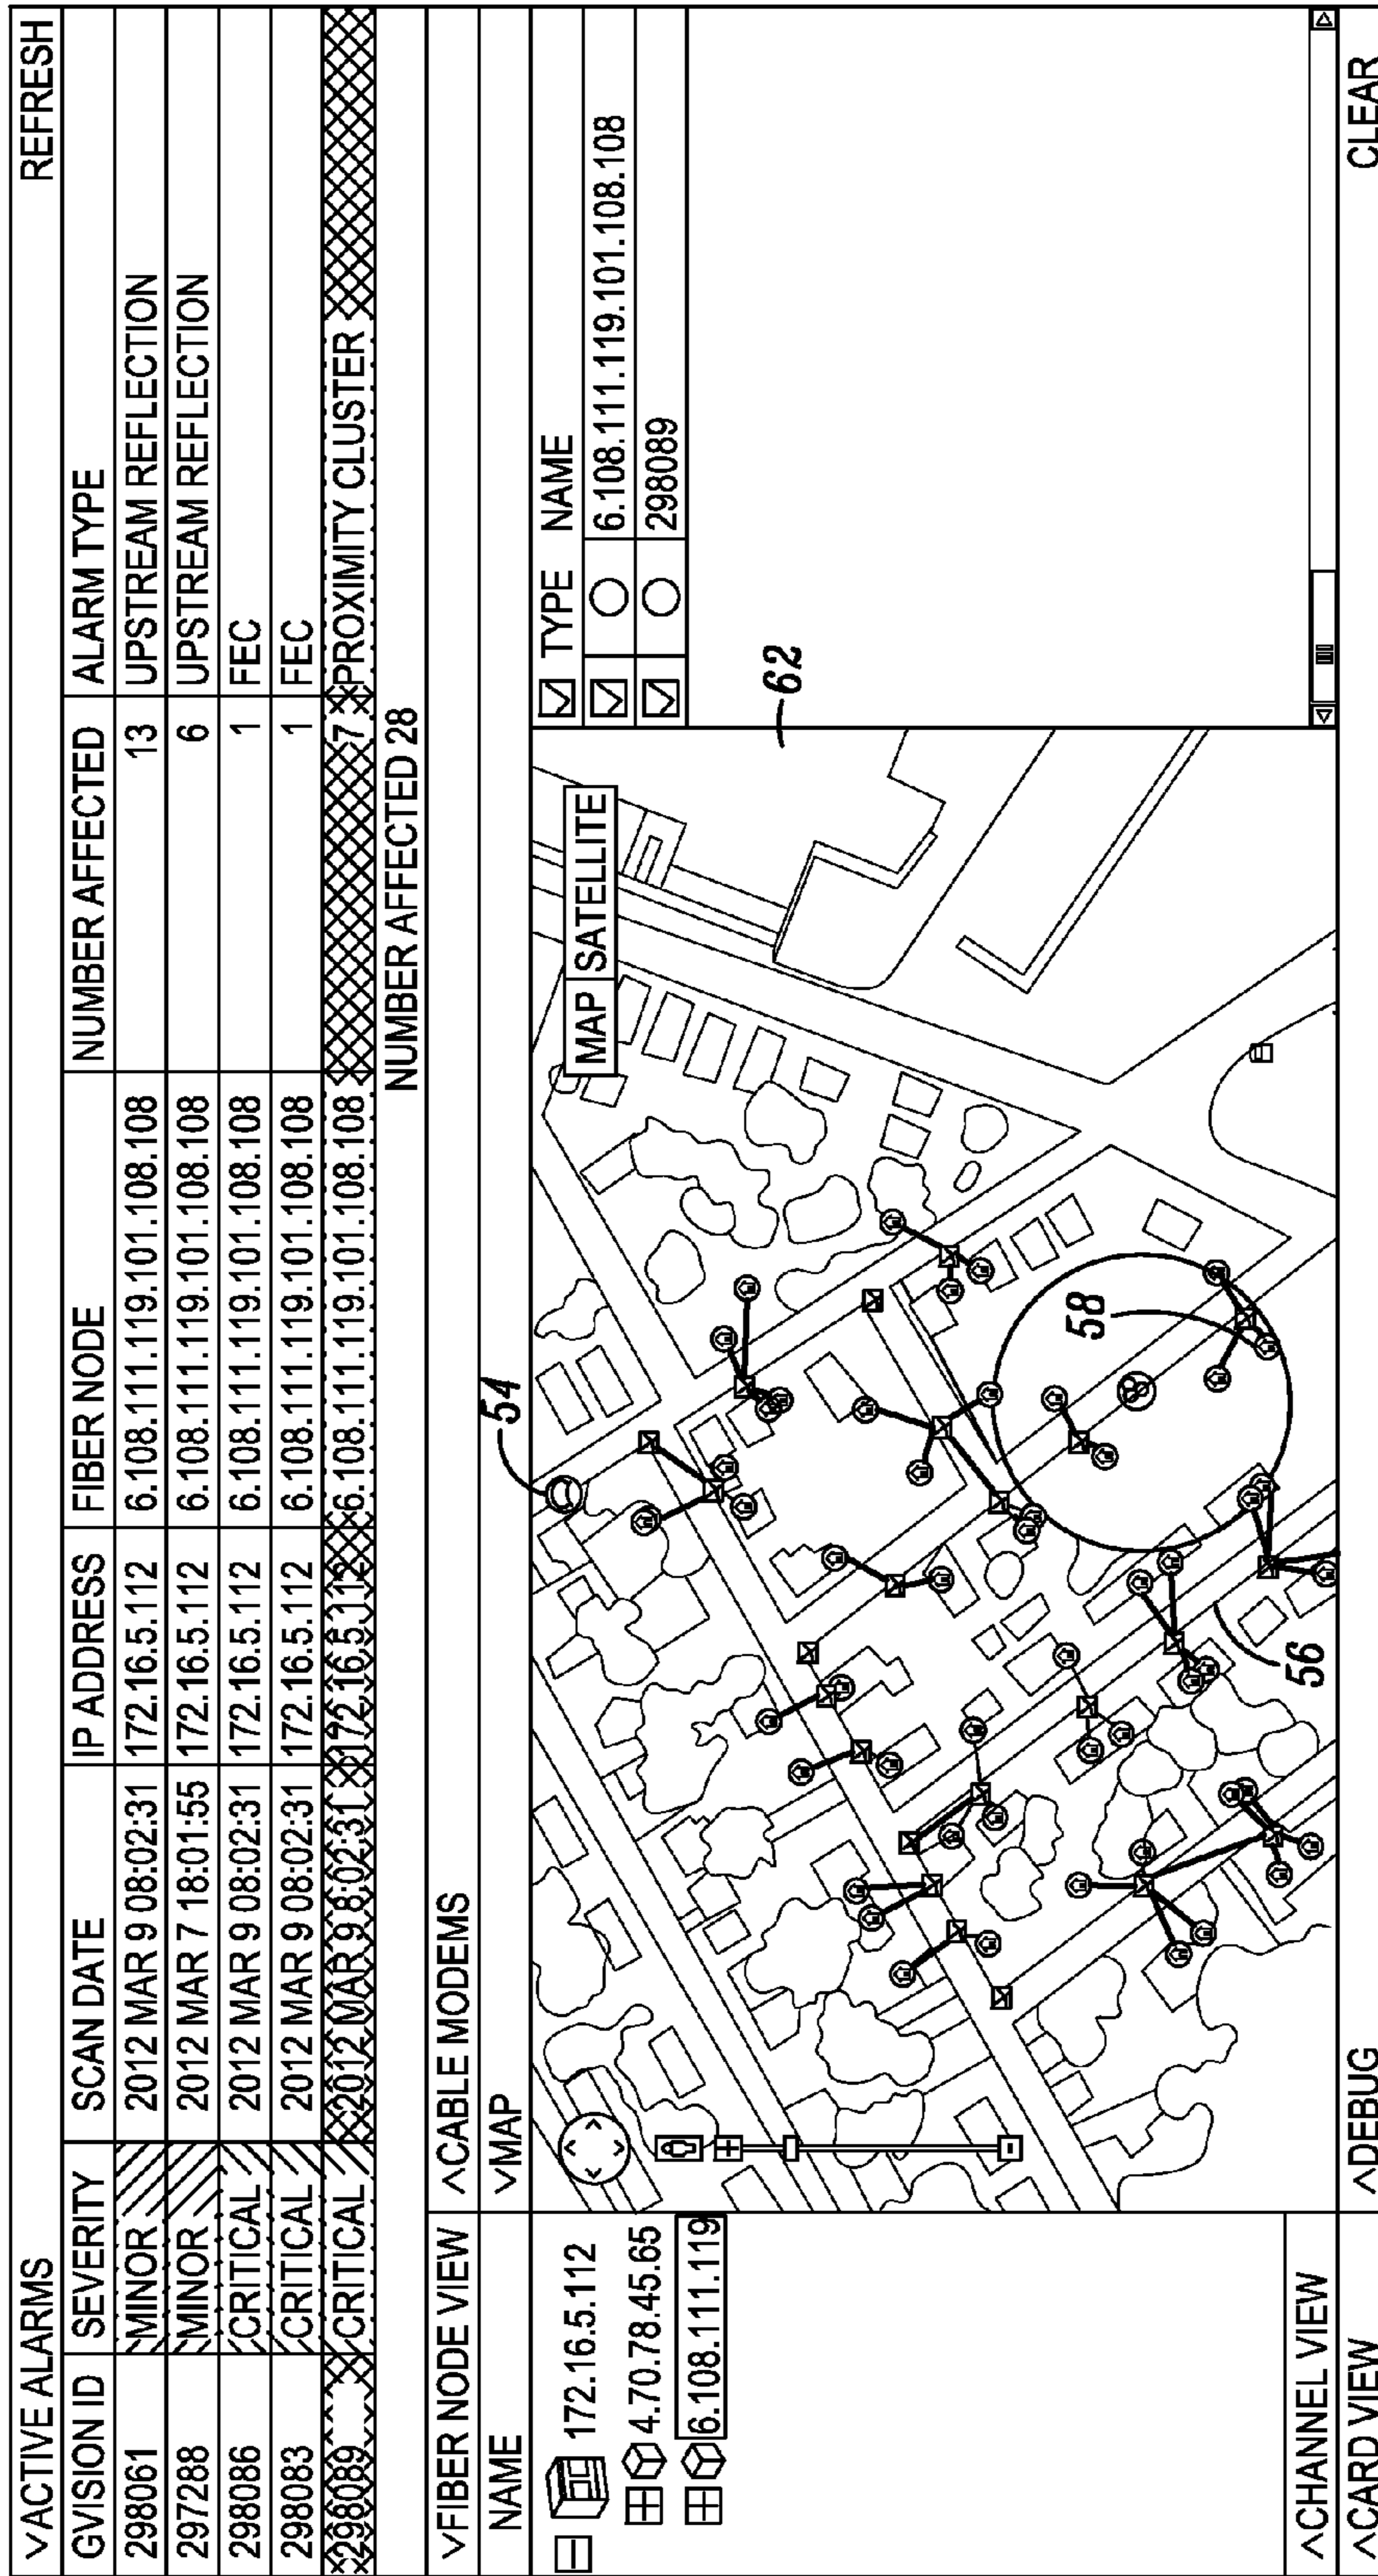 ∨ACTIVE ALARMS REFRESH
GVISION ID SEVERITY SCAN DATE IP ADDRESS FIBER NODE NUMBER AFFECTED ALARM TYPE
298061 MINOR 2012 MAR 9 08:02:31 172.16.5.112 6.108.111.119.101.108.108 13 UPSTREAM REFLECTION
297288 MINOR 2012 MAR 7 18:01:55 172.16.5.112 6.108.111.119.101.108.108 6 UPSTREAM REFLECTION
298086 CRITICAL 2012 MAR 9 08:02:31 172.16.5.112 6.108.111.119.101.108.108 1 FEC
298083 CRITICAL 2012 MAR 9 08:02:31 172.16.5.112 6.108.111.119.101.108.108 1 FEC
298089 CRITICAL 2012 MAR 9 8:02:31 172.16.5.112 6.108.111.119.101.108.108 7 PROXIMITY CLUSTER
NUMBER AFFECTED 28
∨FIBER NODE VIEW ∧CABLE MODEMS
NAME ∨MAP
172.16.5.112
4.70.78.45.65
6.108.1111.119
54
MAP SATELLITE
TYPE NAME
6.108.111.119.101.108.108
298089
62
58
56
∧CHANNEL VIEW
∧CARD VIEW ∧DEBUG CLEAR